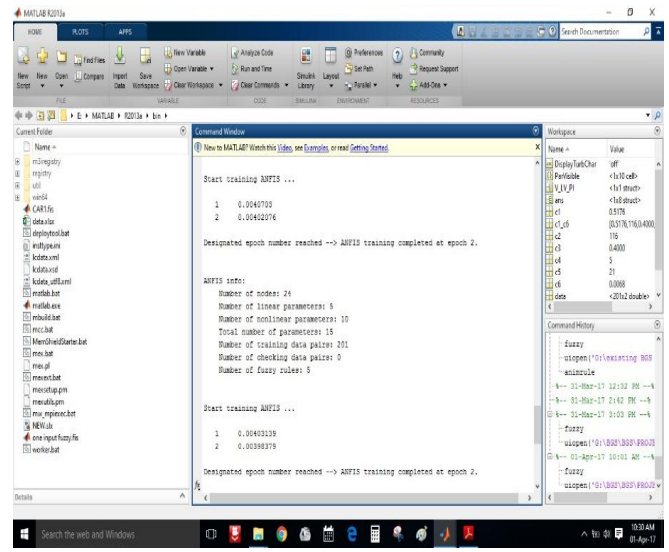 MATLAB R2013a
HOME PLOTS APPS
Search Documentation
New Script
New
Open
Find Files
Compare
Import Data
Save Workspace
New Variable
Open Variable
Clear Workspace
Analyze Code
Run and Time
Clear Commands
Simulink Library
Layout
Preferences
Set Path
Parallel
Help
Community
Request Support
Add-Ons
FILE VARIABLE CODE SIMULINK ENVIRONMENT RESOURCES
E: MATLAB R2013a bin
Current Folder
Name
m3iregistry
registry
util
win64
CAR1.fis
data.xlsx
deploytool.bat
insttype.ini
lcdata.xml
lcdata.xsd
lcdata_utf8.xml
matlab.bat
matlab.exe
mbuild.bat
mcc.bat
MemShieldStarter.bat
mex.bat
mex.pl
mexext.bat
mexsetup.pm
mexutils.pm
mw_mpiexec.bat
NEW.slx
one input fuzzy.fis
worker.bat
Details
Command Window
New to MATLAB? Watch this Video, see Examples, or read Getting Started.
Start training ANFIS ...
1 0.0040703
2 0.00402076
Designated epoch number reached --> ANFIS training completed at epoch 2.
ANFIS info:
Number of nodes: 24
Number of linear parameters: 5
Number of nonlinear parameters: 10
Total number of parameters: 15
Number of training data pairs: 201
Number of checking data pairs: 0
Number of fuzzy rules: 5
Start training ANFIS ...
1 0.00403139
2 0.00398379
Designated epoch number reached --> ANFIS training completed at epoch 2.
fx
Workspace
Name Value
DisplayTurbChar 'off'
ParVisible <1x10 cell>
V_LV_PI <1x1 struct>
ans <1x8 struct>
c1 0.5176
c1_c6 [0.5176,116,0.4000,
c2 116
c3 0.4000
c4 5
c5 21
c6 0.0068
data <201x2 double>
Command History
fuzzy
uiopen('G:\existing BGS
animrule
%-- 31-Mar-17 12:32 PM --%
%-- 31-Mar-17 2:42 PM --%
%-- 31-Mar-17 3:03 PM --%
fuzzy
uiopen('G:\BGS\BGS\PROJE
%-- 01-Apr-17 10:01 AM --%
fuzzy
uiopen('G:\BGS\BGS\PROJE
Search the web and Windows
10:30 AM
01-Apr-17